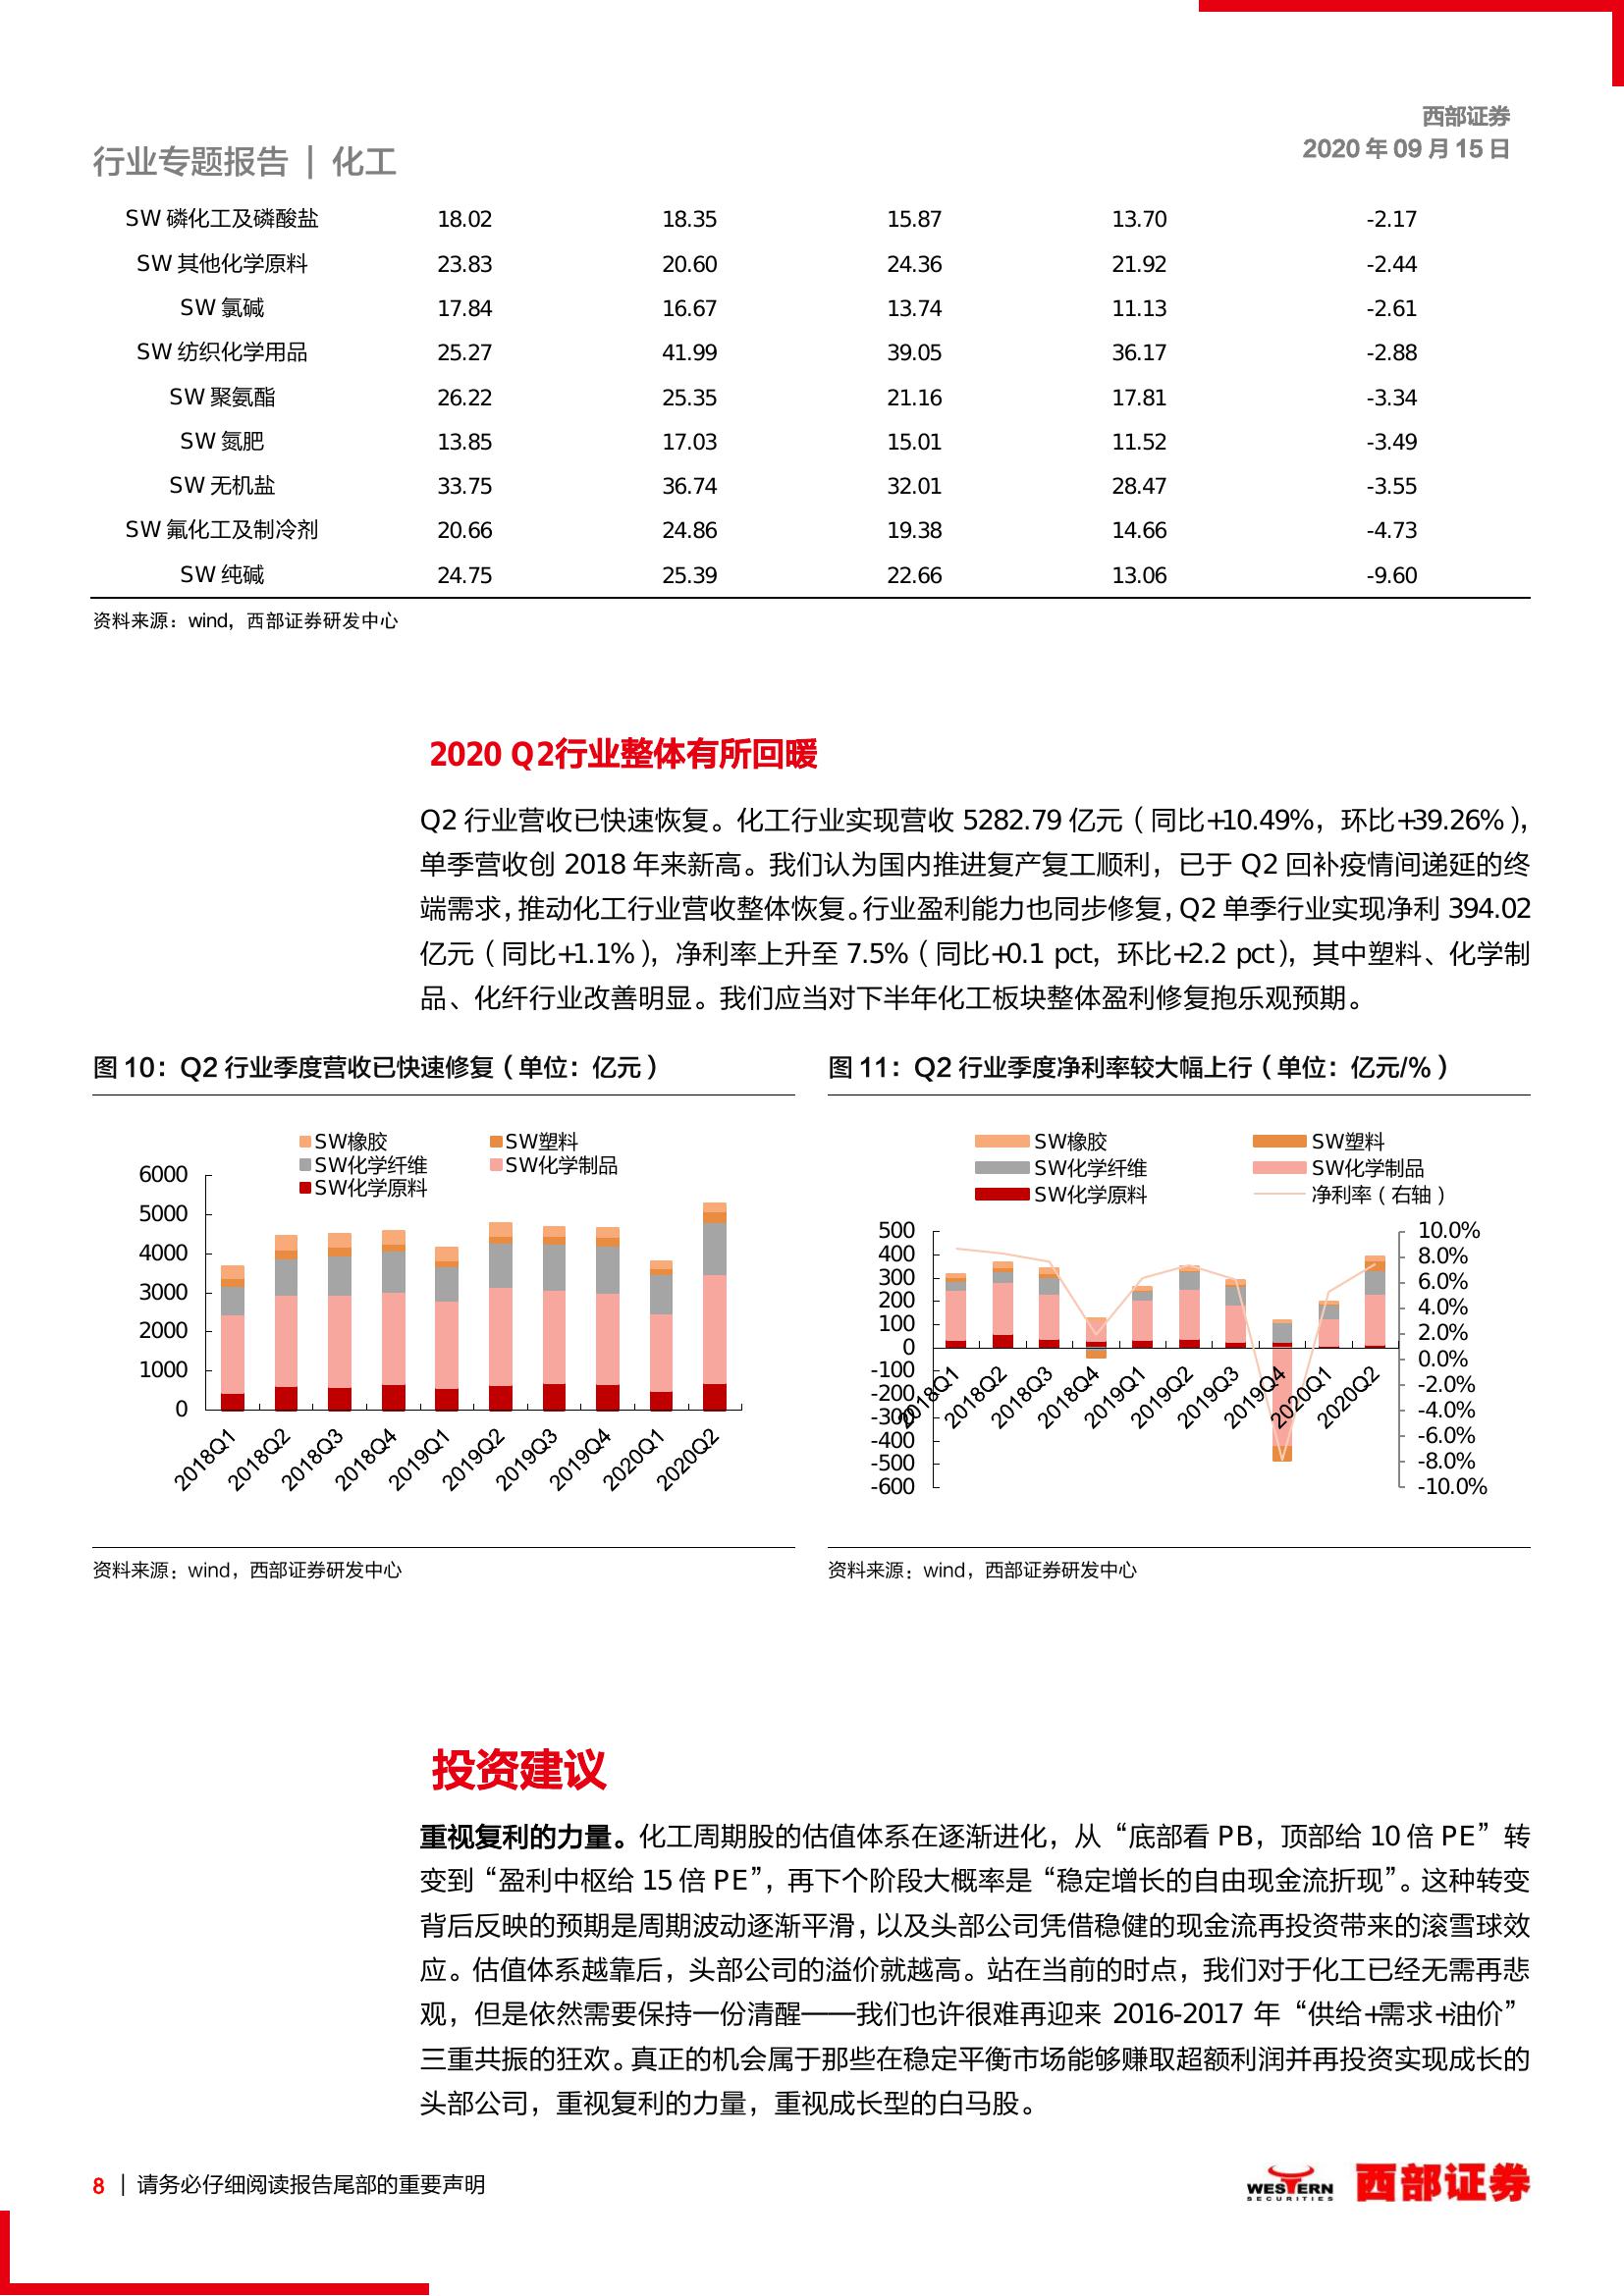 西部证券
2020 年 09 月 15 日
行业专题报告 | 化工
SW 磷化工及磷酸盐 18.02 18.35 15.87 13.70 -2.17
SW 其他化学原料 23.83 20.60 24.36 21.92 -2.44
SW 氯碱 17.84 16.67 13.74 11.13 -2.61
SW 纺织化学用品 25.27 41.99 39.05 36.17 -2.88
SW 聚氨酯 26.22 25.35 21.16 17.81 -3.34
SW 氮肥 13.85 17.03 15.01 11.52 -3.49
SW 无机盐 33.75 36.74 32.01 28.47 -3.55
SW 氟化工及制冷剂 20.66 24.86 19.38 14.66 -4.73
SW 纯碱 24.75 25.39 22.66 13.06 -9.60
资料来源：wind，西部证券研发中心
2020 Q2行业整体有所回暖
Q2 行业营收已快速恢复。化工行业实现营收 5282.79 亿元（同比+10.49%，环比+39.26%），
单季营收创 2018 年来新高。我们认为国内推进复产复工顺利，已于 Q2 回补疫情间递延的终
端需求，推动化工行业营收整体恢复。行业盈利能力也同步修复，Q2 单季行业实现净利 394.02
亿元（同比+1.1%），净利率上升至 7.5%（同比+0.1 pct，环比+2.2 pct），其中塑料、化学制
品、化纤行业改善明显。我们应当对下半年化工板块整体盈利修复抱乐观预期。
图 10：Q2 行业季度营收已快速修复（单位：亿元）
SW橡胶 SW塑料
SW化学纤维 SW化学制品
SW化学原料
6000
5000
4000
3000
2000
1000
0
2018Q1 2018Q2 2018Q3 2018Q4 2019Q1 2019Q2 2019Q3 2019Q4 2020Q1 2020Q2
资料来源：wind，西部证券研发中心
图 11：Q2 行业季度净利率较大幅上行（单位：亿元/%）
SW橡胶 SW塑料
SW化学纤维 SW化学制品
SW化学原料 净利率（右轴）
500
400
300
200
100
0
-100
-200
-300
-400
-500
-600
2018Q1 2018Q2 2018Q3 2018Q4 2019Q1 2019Q2 2019Q3 2019Q4 2020Q1 2020Q2
10.0%
8.0%
6.0%
4.0%
2.0%
0.0%
-2.0%
-4.0%
-6.0%
-8.0%
-10.0%
资料来源：wind，西部证券研发中心
投资建议
重视复利的力量。化工周期股的估值体系在逐渐进化，从“底部看 PB，顶部给 10 倍 PE”转
变到“盈利中枢给 15 倍 PE”，再下个阶段大概率是“稳定增长的自由现金流折现”。这种转变
背后反映的预期是周期波动逐渐平滑，以及头部公司凭借稳健的现金流再投资带来的滚雪球效
应。估值体系越靠后，头部公司的溢价就越高。站在当前的时点，我们对于化工已经无需再悲
观，但是依然需要保持一份清醒——我们也许很难再迎来 2016-2017 年“供给+需求+油价”
三重共振的狂欢。真正的机会属于那些在稳定平衡市场能够赚取超额利润并再投资实现成长的
头部公司，重视复利的力量，重视成长型的白马股。
8 | 请务必仔细阅读报告尾部的重要声明
WESTERN
SECURITIES
西部证券